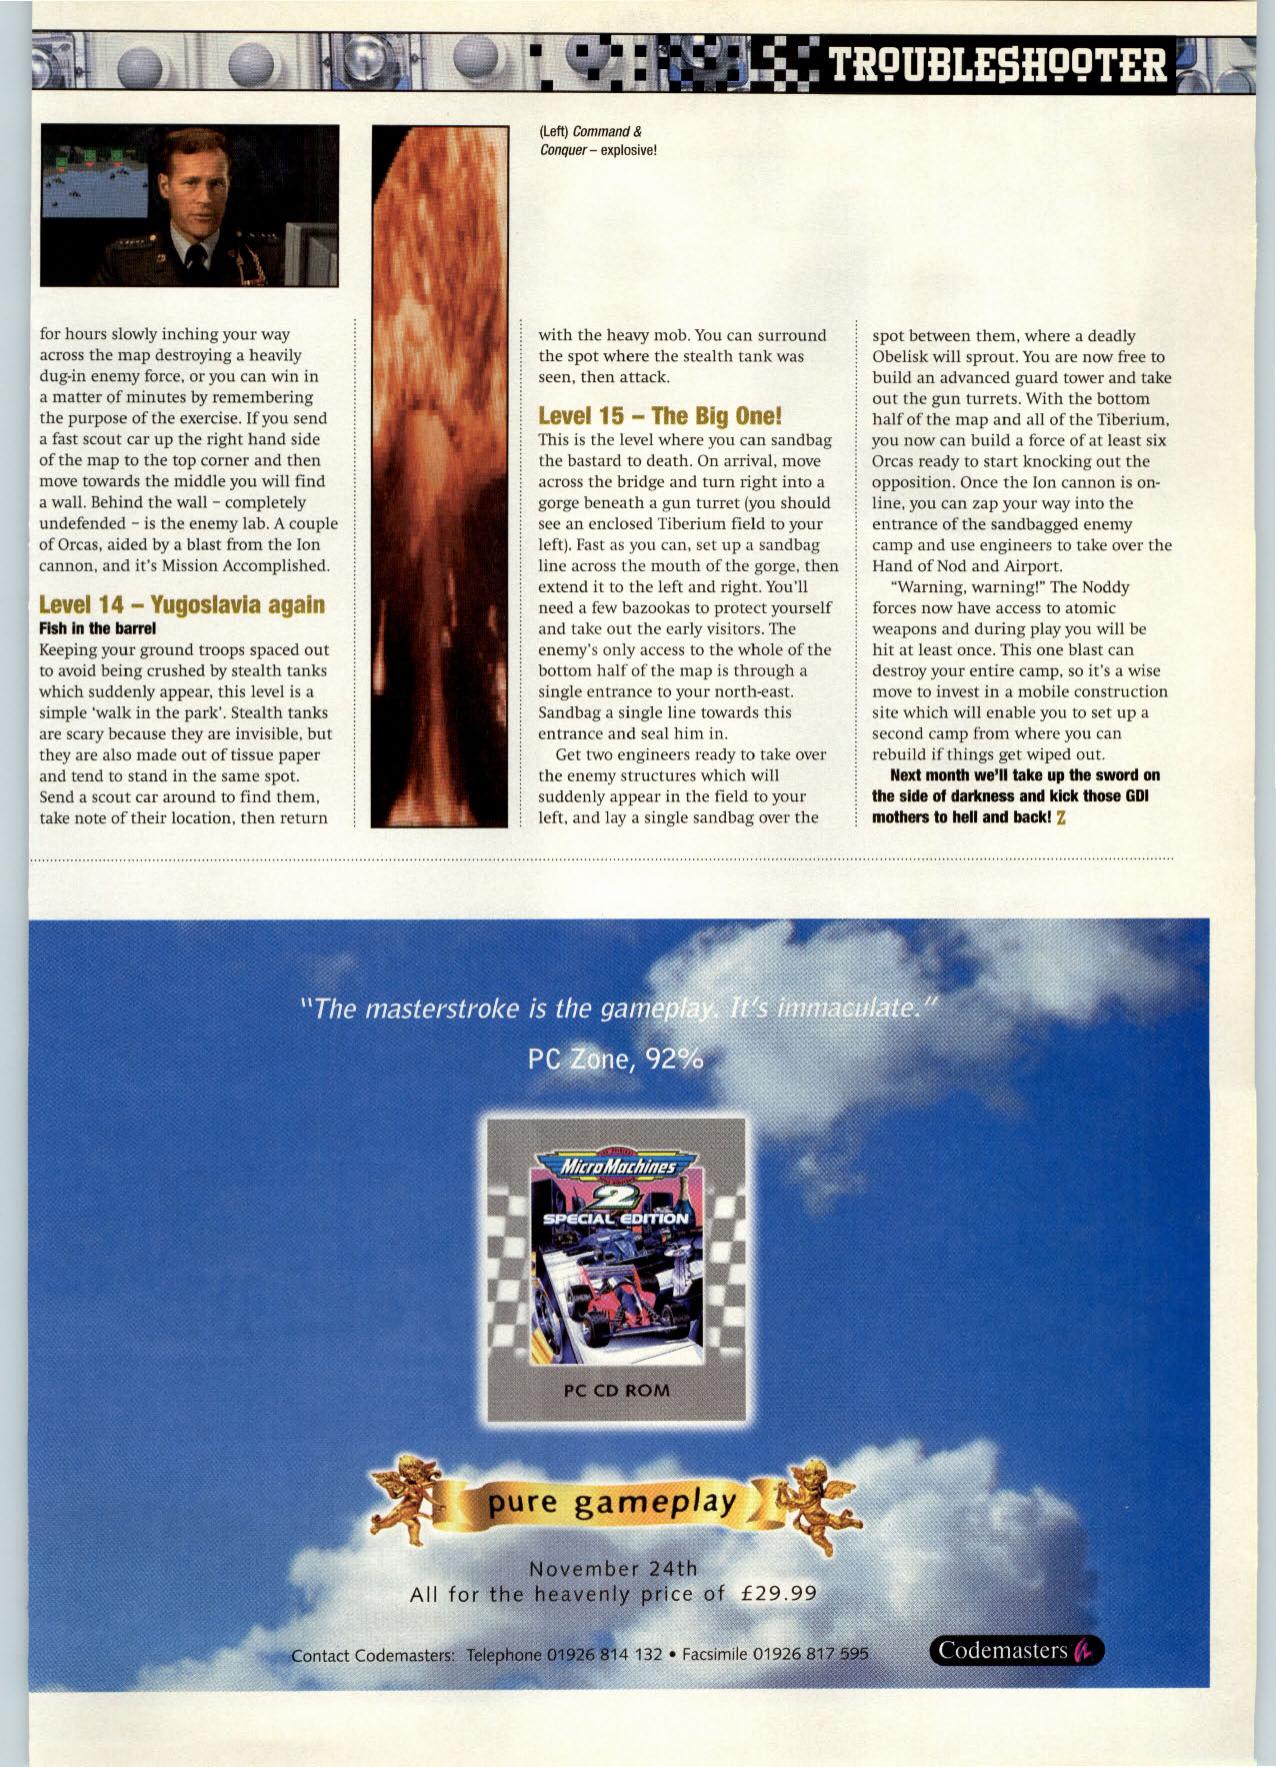 TROUBLESHOOTER
(Left) Command &
Conquer – explosive!
for hours slowly inching your way
across the map destroying a heavily
dug-in enemy force, or you can win in
a matter of minutes by remembering
the purpose of the exercise. If you send
a fast scout car up the right hand side
of the map to the top corner and then
move towards the middle you will find
a wall. Behind the wall – completely
undefended – is the enemy lab. A couple
of Orcas, aided by a blast from the Ion
cannon, and it's Mission Accomplished.
Level 14 – Yugoslavia again
Fish in the barrel
Keeping your ground troops spaced out
to avoid being crushed by stealth tanks
which suddenly appear, this level is a
simple 'walk in the park'. Stealth tanks
are scary because they are invisible, but
they are also made out of tissue paper
and tend to stand in the same spot.
Send a scout car around to find them,
take note of their location, then return
with the heavy mob. You can surround
the spot where the stealth tank was
seen, then attack.
Level 15 – The Big One!
This is the level where you can sandbag
the bastard to death. On arrival, move
across the bridge and turn right into a
gorge beneath a gun turret (you should
see an enclosed Tiberium field to your
left). Fast as you can, set up a sandbag
line across the mouth of the gorge, then
extend it to the left and right. You'll
need a few bazookas to protect yourself
and take out the early visitors. The
enemy's only access to the whole of the
bottom half of the map is through a
single entrance to your north-east.
Sandbag a single line towards this
entrance and seal him in.
Get two engineers ready to take over
the enemy structures which will
suddenly appear in the field to your
left, and lay a single sandbag over the
spot between them, where a deadly
Obelisk will sprout. You are now free to
build an advanced guard tower and take
out the gun turrets. With the bottom
half of the map and all of the Tiberium,
you now can build a force of at least six
Orcas ready to start knocking out the
opposition. Once the Ion cannon is on-
line, you can zap your way into the
entrance of the sandbagged enemy
camp and use engineers to take over the
Hand of Nod and Airport.
"Warning, warning!" The Noddy
forces now have access to atomic
weapons and during play you will be
hit at least once. This one blast can
destroy your entire camp, so it's a wise
move to invest in a mobile construction
site which will enable you to set up a
second camp from where you can
rebuild if things get wiped out.
Next month we'll take up the sword on
the side of darkness and kick those GDI
mothers to hell and back! Z
"The masterstroke is the gameplay. It's immaculate."
PC Zone, 92%
Micro Machines
2
SPECIAL EDITION
PC CD ROM
pure gameplay
November 24th
All for the heavenly price of £29.99
Contact Codemasters: Telephone 01926 814 132 • Facsimile 01926 817 595
Codemasters